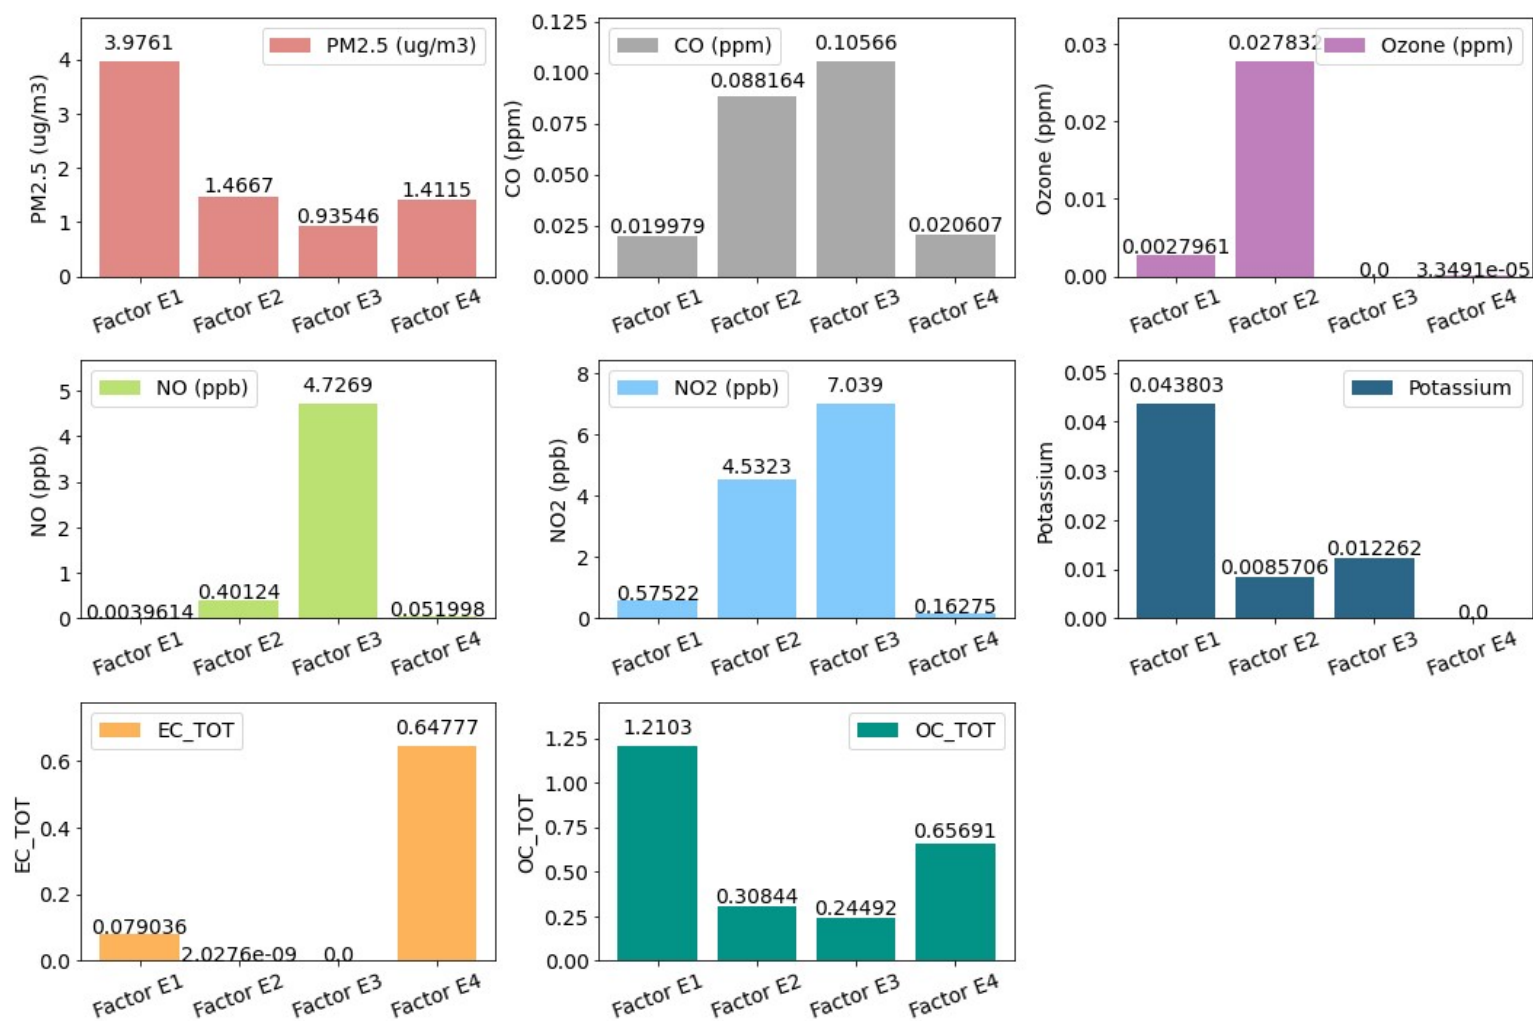 PM2.5 (ug/m3)
4
3
2
1
0
3.9761
1.4667
0.93546
1.4115
PM2.5 (ug/m3)
Factor E1
Factor E2
Factor E3
Factor E4
CO (ppm)
0.125
0.100
0.075
0.050
0.025
0.000
CO (ppm)
0.019979
0.088164
0.10566
0.020607
Factor E1
Factor E2
Factor E3
Factor E4
Ozone (ppm)
0.03
0.02
0.01
0.00
0.0027961
0.027832
0.0
3.3491e-05
Ozone (ppm)
Factor E1
Factor E2
Factor E3
Factor E4
NO (ppb)
5
4
3
2
1
0
NO (ppb)
0.0039614
0.40124
4.7269
0.051998
Factor E1
Factor E2
Factor E3
Factor E4
NO2 (ppb)
8
6
4
2
0
NO2 (ppb)
0.57522
4.5323
7.039
0.16275
Factor E1
Factor E2
Factor E3
Factor E4
Potassium
0.05
0.04
0.03
0.02
0.01
0.00
0.043803
0.0085706
0.012262
0.0
Potassium
Factor E1
Factor E2
Factor E3
Factor E4
EC_TOT
0.6
0.4
0.2
0.0
EC_TOT
0.079036
2.0276e-09
0.0
0.64777
Factor E1
Factor E2
Factor E3
Factor E4
OC_TOT
1.25
1.00
0.75
0.50
0.25
0.00
1.2103
0.30844
0.24492
0.65691
OC_TOT
Factor E1
Factor E2
Factor E3
Factor E4